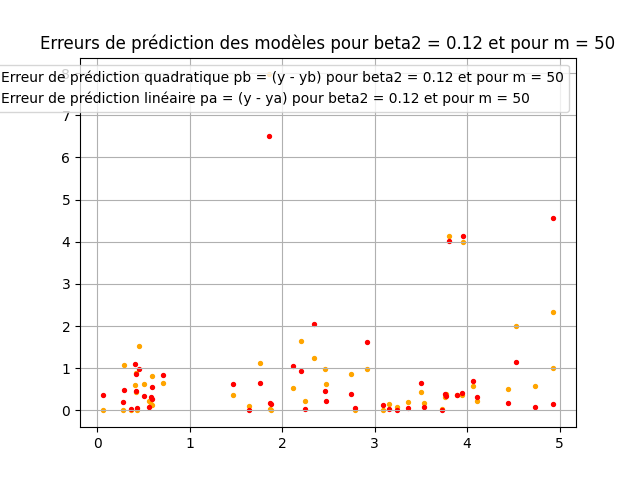 Erreurs de prédiction des modèles pour beta2 = 0.12 et pour m = 50
Erreur de prédiction quadratique pb = (y - yb) pour beta2 = 0.12 et pour m = 50
Erreur de prédiction linéaire pa = (y - ya) pour beta2 = 0.12 et pour m = 50
8
7
6
5
4
3
2
1
0
0 1 2 3 4 5